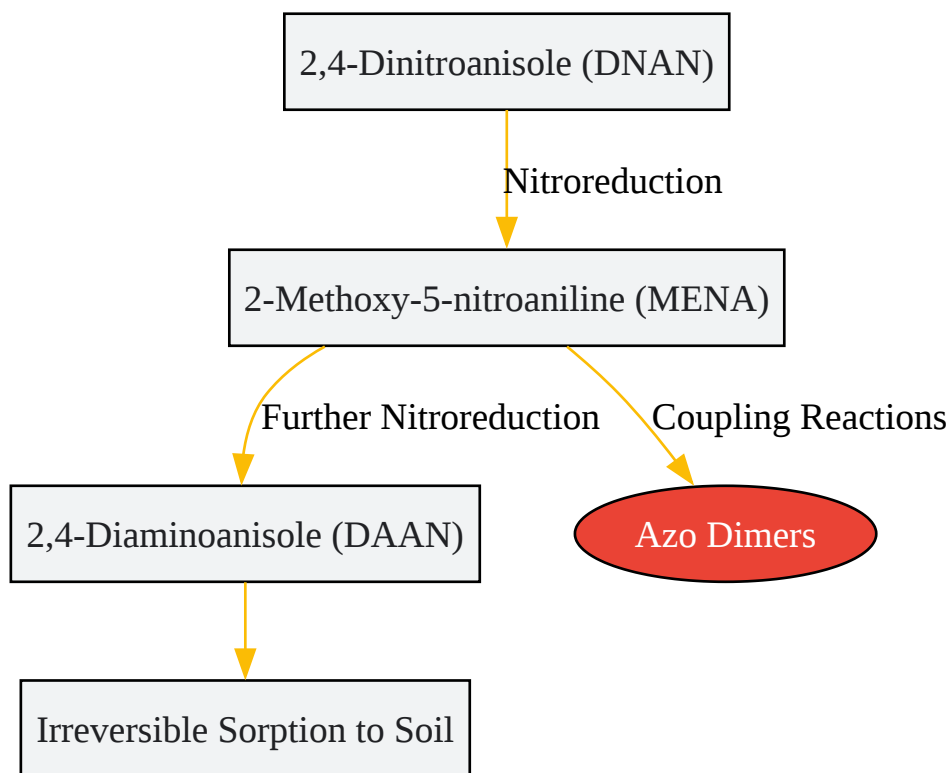 2,4-Dinitroanisole (DNAN)
Nitroreduction
2-Methoxy-5-nitroaniline (MENA)
Further Nitroreduction
Coupling Reactions
2,4-Diaminoanisole (DAAN)
Azo Dimers
Irreversible Sorption to Soil